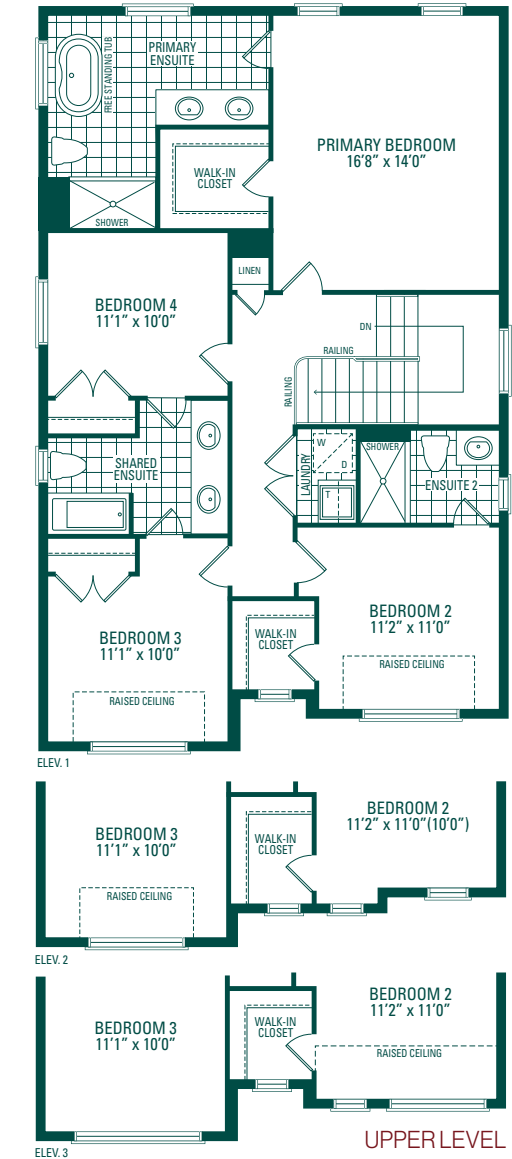 PRIMARY
ENSUITE
FREE STANDING TUB
PRIMARY BEDROOM
16'8" x 14'0"
WALK-IN
CLOSET
SHOWER
LINEN
BEDROOM 4
11'1" x 10'0"
DN
RAILING
RAILING
W
D
LAUNDRY
T
SHOWER
ENSUITE 2
SHARED
ENSUITE
BEDROOM 2
11'2" x 11'0"
RAISED CEILING
WALK-IN
CLOSET
BEDROOM 3
11'1" x 10'0"
RAISED CEILING
ELEV. 1
BEDROOM 2
11'2" x 11'0"(10'0")
BEDROOM 3
11'1" x 10'0"
WALK-IN
CLOSET
RAISED CEILING
ELEV. 2
BEDROOM 2
11'2" x 11'0"
BEDROOM 3
11'1" x 10'0"
WALK-IN
CLOSET
RAISED CEILING
ELEV. 3
UPPER LEVEL